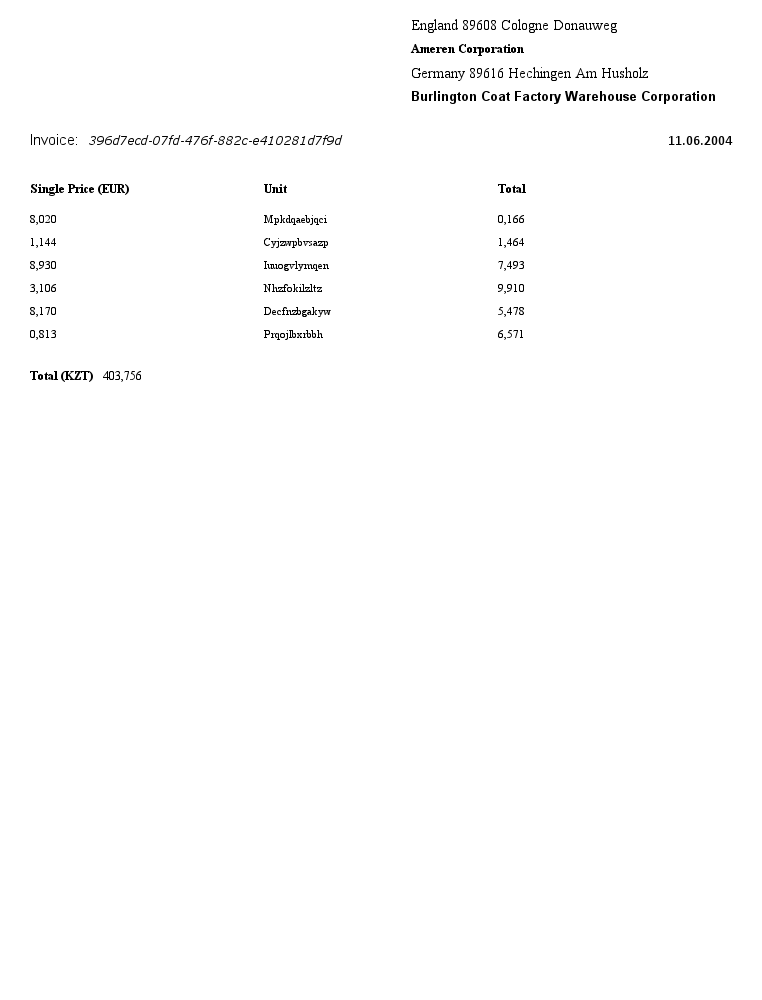 England 89608 Cologne Donauweg
Ameren Corporation
Germany 89616 Hechingen Am Husholz
Burlington Coat Factory Warehouse Corporation
Invoice: 396d7ecd-07fd-476f-882c-e410281d7f9d 11.06.2004
Single Price (EUR) Unit Total
8,020 Mpkdqaebjqci 0,166
1,144 Cyjzwpbvsazp 1,464
8,930 Iuuogvlymqen 7,493
3,106 Nhzfokilzltz 9,910
8,170 Decfnzbgakyw 5,478
0,813 Prqojlbxrbbh 6,571
Total (KZT) 403,756